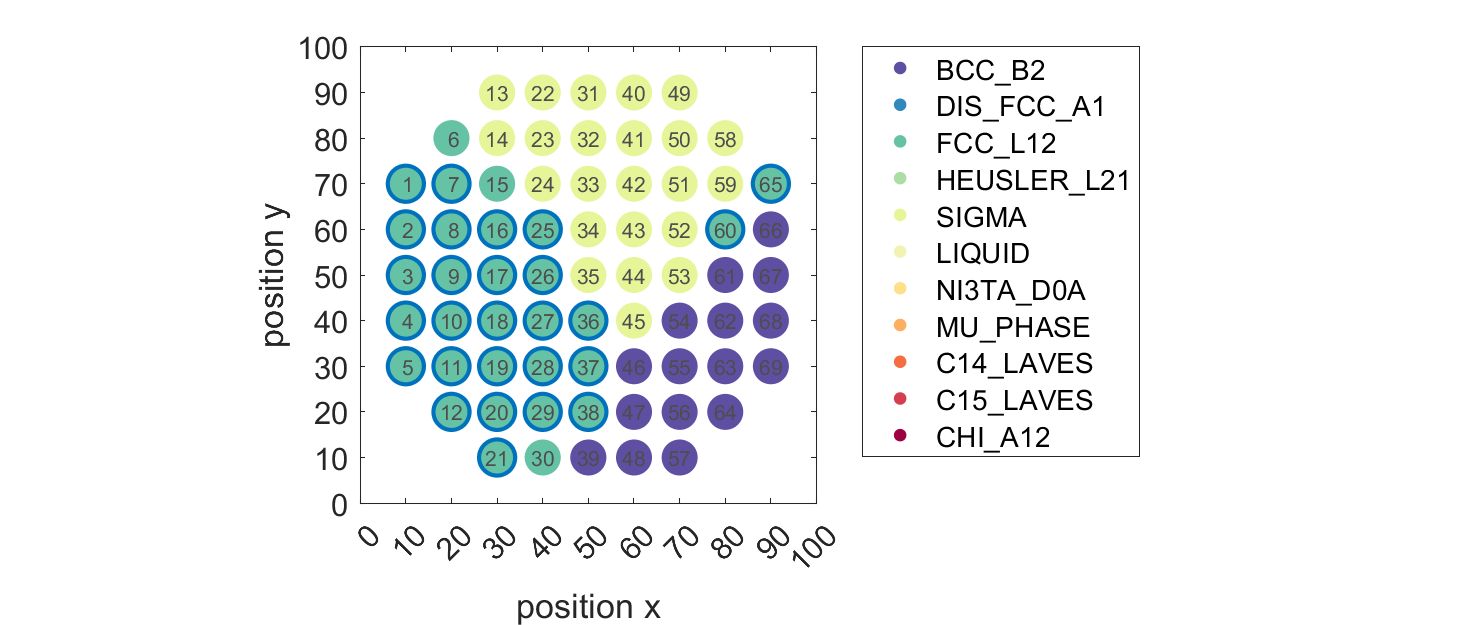 100
90
80
70
60
50
40
30
20
10
0
position y
13 22 31 40 49
6 14 23 32 41 50 58
1 7 15 24 33 42 51 59 65
2 8 16 25 34 43 52 60 66
3 9 17 26 35 44 53 61 67
4 10 18 27 36 45 54 62 68
5 11 19 28 37 46 55 63 69
12 20 29 38 47 56 64
21 30 39 48 57
0 10 20 30 40 50 60 70 80 90 100
position x
BCC_B2
DIS_FCC_A1
FCC_L12
HEUSLER_L21
SIGMA
LIQUID
NI3TA_D0A
MU_PHASE
C14_LAVES
C15_LAVES
CHI_A12